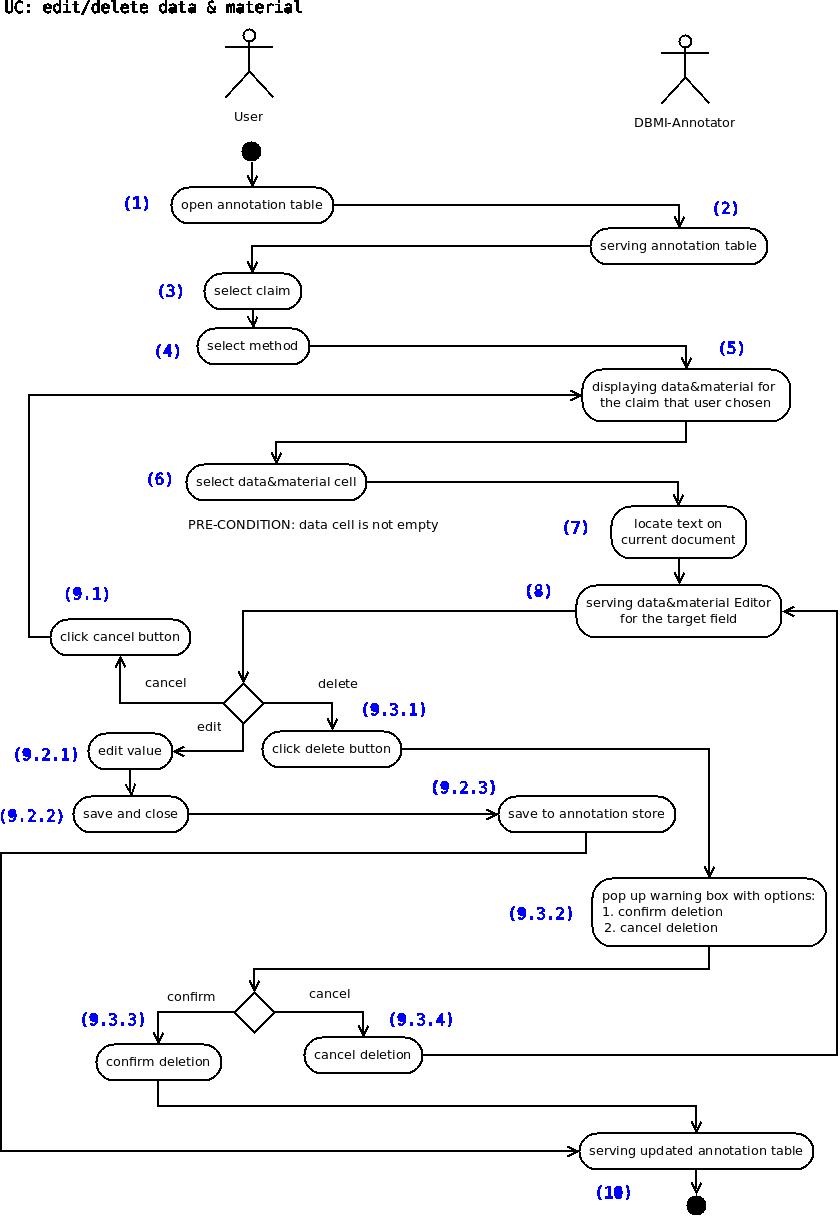 UC: edit/delete data & material
User
DBMI-Annotator
(1)
open annotation table
(2)
serving annotation table
(3)
select claim
(4)
select method
(5)
displaying data&material for
the claim that user chosen
(6)
select data&material cell
PRE-CONDITION: data cell is not empty
(7)
locate text on
current document
(8)
serving data&material Editor
for the target field
(9.1)
click cancel button
cancel
delete
edit
(9.3.1)
click delete button
(9.2.1)
edit value
(9.2.2)
save and close
(9.2.3)
save to annotation store
(9.3.2)
pop up warning box with options:
1. confirm deletion
2. cancel deletion
confirm
cancel
(9.3.3)
confirm deletion
(9.3.4)
cancel deletion
serving updated annotation table
(10)